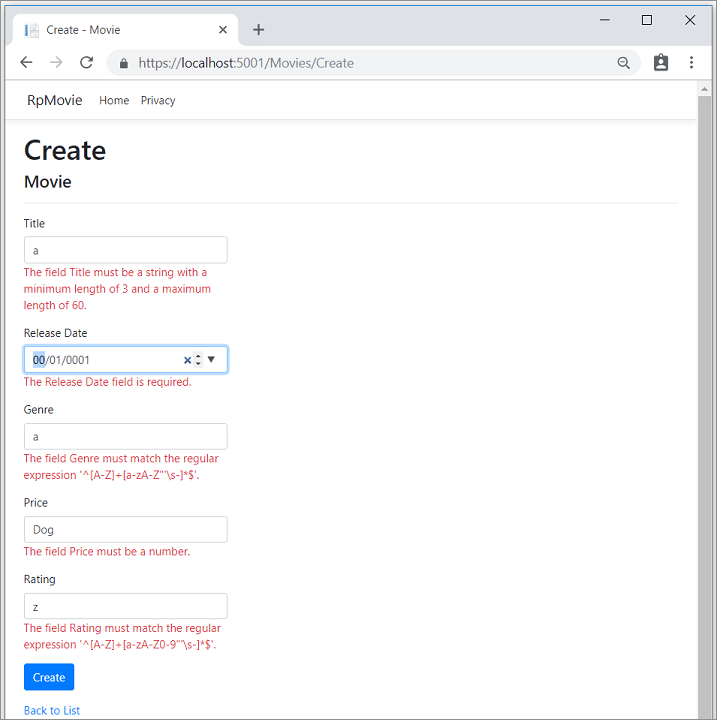 Create - Movie
https://localhost:5001/Movies/Create
RpMovie Home Privacy
Create
Movie
Title
a
The field Title must be a string with a
minimum length of 3 and a maximum
length of 60.
Release Date
00/01/0001
The Release Date field is required.
Genre
a
The field Genre must match the regular
expression '^[A-Z]+[a-zA-Z"'\s-]*$'.
Price
Dog
The field Price must be a number.
Rating
z
The field Rating must match the regular
expression '^[A-Z]+[a-zA-Z0-9"'\s-]*$'.
Create
Back to List